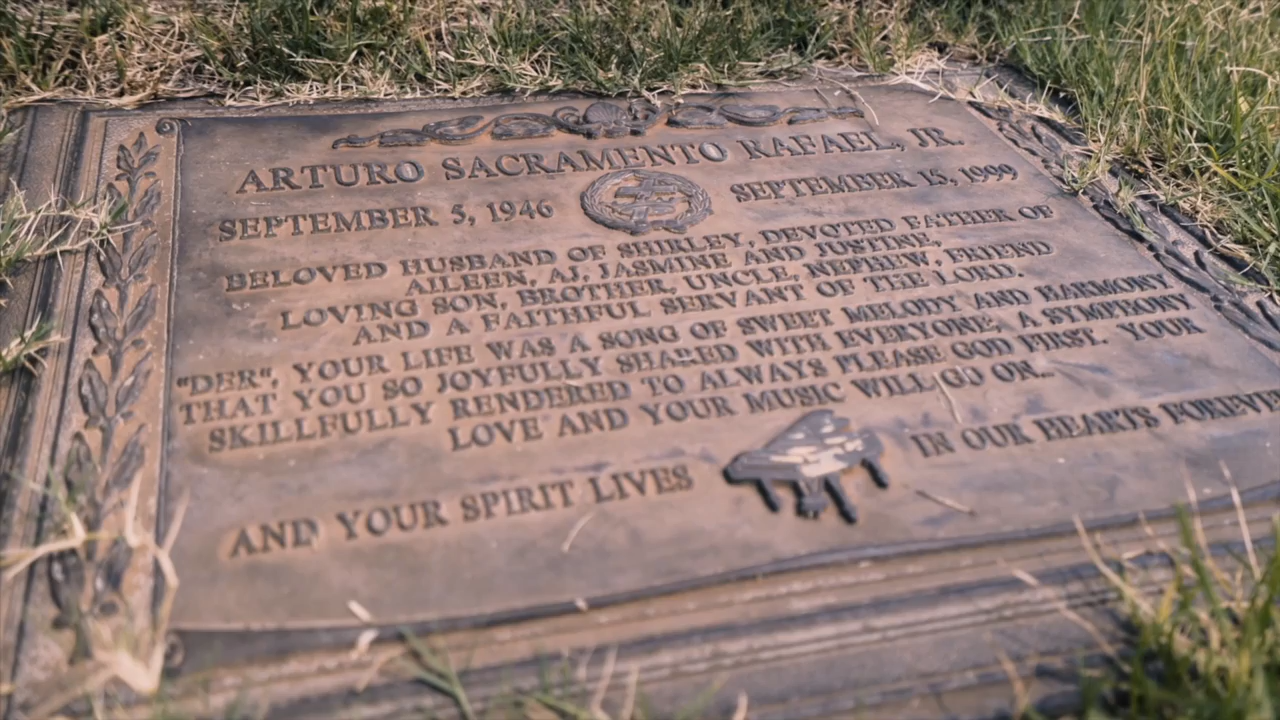 ARTURO SACRAMENTO RAFAEL, JR.
SEPTEMBER 5, 1946 SEPTEMBER 15, 1999
BELOVED HUSBAND OF SHIRLEY, DEVOTED FATHER OF
AILEEN, AJ, JASMINE AND JUSTINE,
LOVING SON, BROTHER, UNCLE, NEPHEW, FRIEND
AND A FAITHFUL SERVANT OF THE LORD.
"DER", YOUR LIFE WAS A SONG OF SWEET MELODY AND HARMONY
THAT YOU SO JOYFULLY SHARED WITH EVERYONE, A SYMPHONY
SKILLFULLY RENDERED TO ALWAYS PLEASE GOD FIRST. YOUR
LOVE AND YOUR MUSIC WILL GO ON..
AND YOUR SPIRIT LIVES IN OUR HEARTS FOREVE